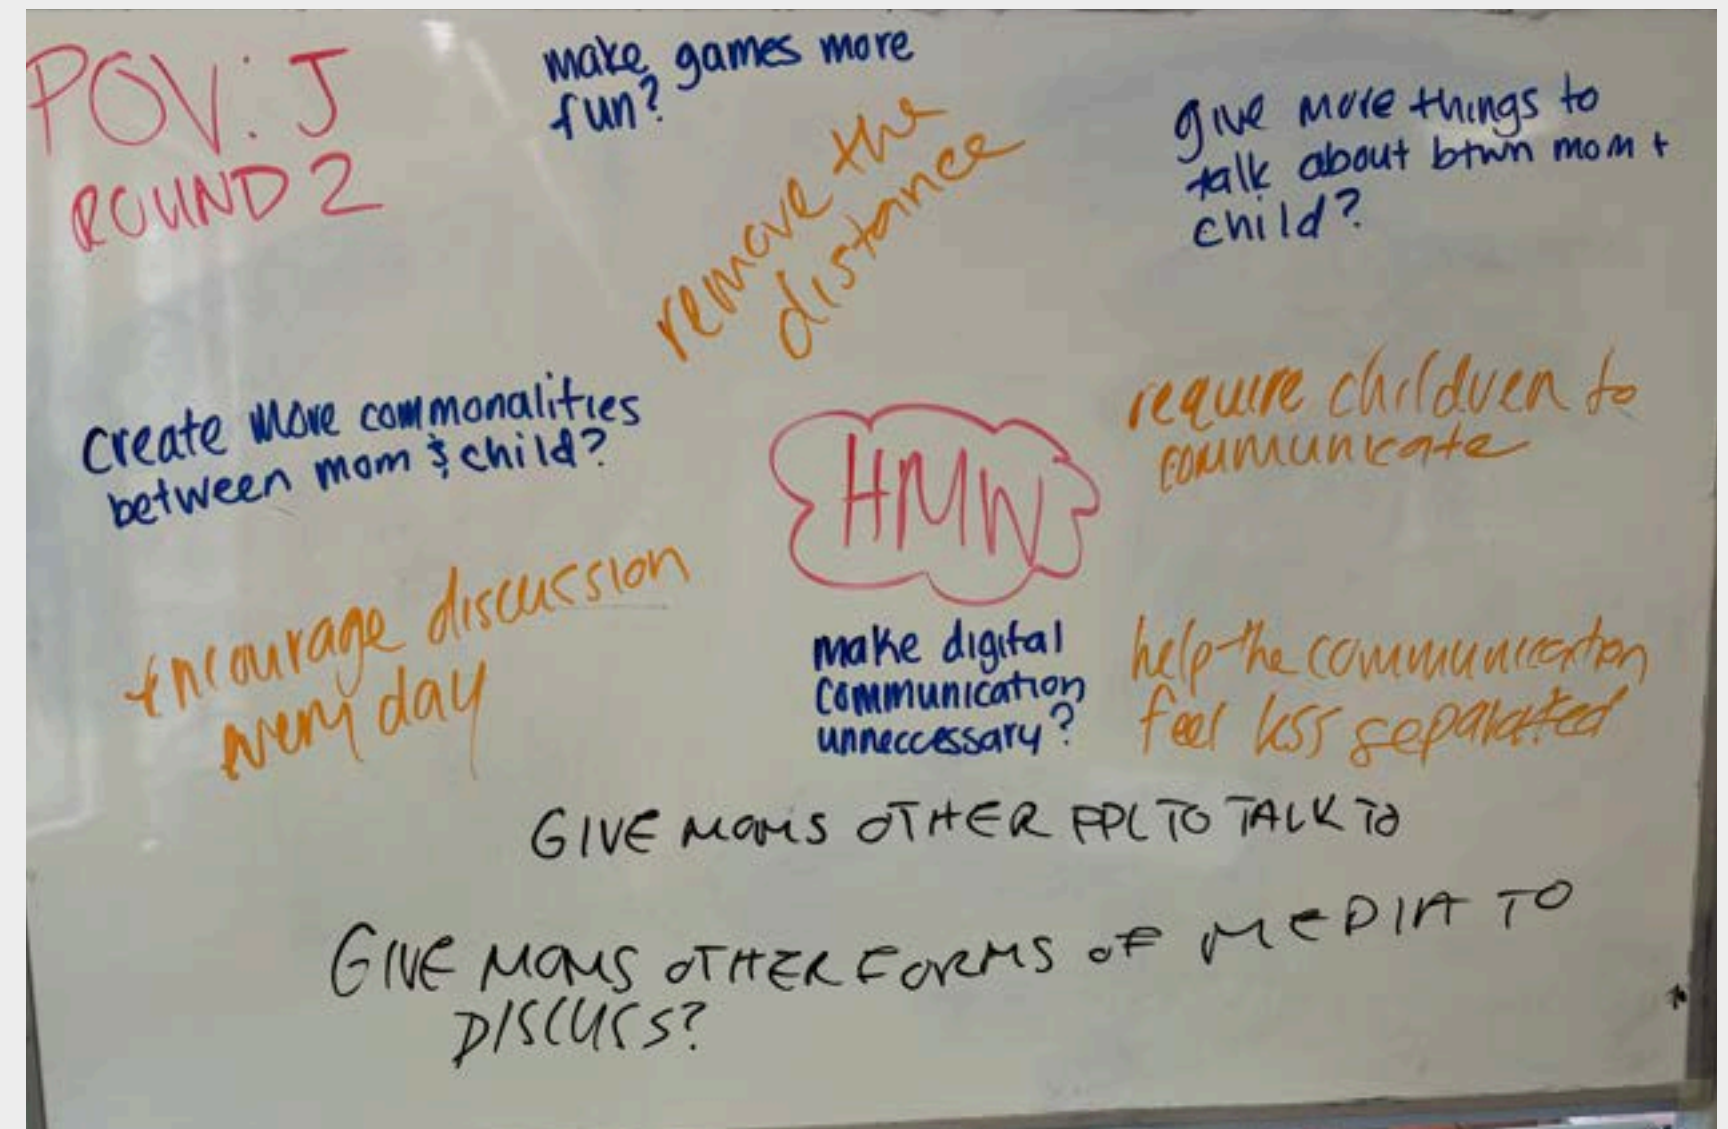 POV: J
ROUND 2
make games more
fun?
remove the
distance
give more things to
talk about btwn mom +
child?
create more commonalities
between mom & child?
HMW
require children to
communicate
encourage discussion
every day
make digital
communication
unneccessary?
help the communication
feel less separated
GIVE MOMS OTHER PPL TO TALK TO
GIVE MOMS OTHER FORMS OF MEDIA TO
DISCUSS?